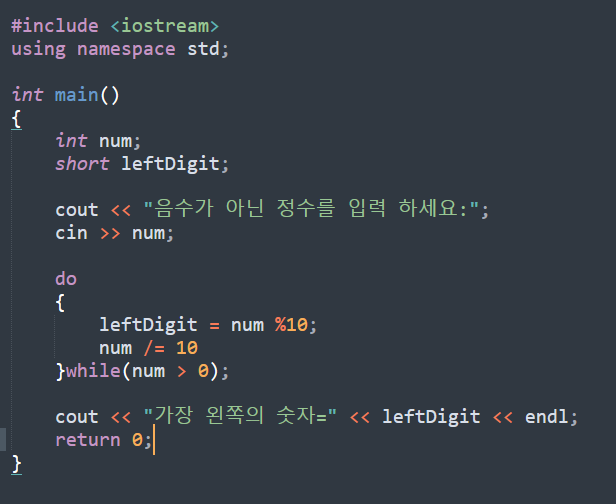 #include <iostream>
using namespace std;
int main()
{
int num;
short leftDigit;
cout << "음수가 아닌 정수를 입력 하세요:";
cin >> num;
do
{
leftDigit = num %10;
num /= 10
}while(num > 0);
cout << "가장 왼쪽의 숫자=" << leftDigit << endl;
return 0;
}